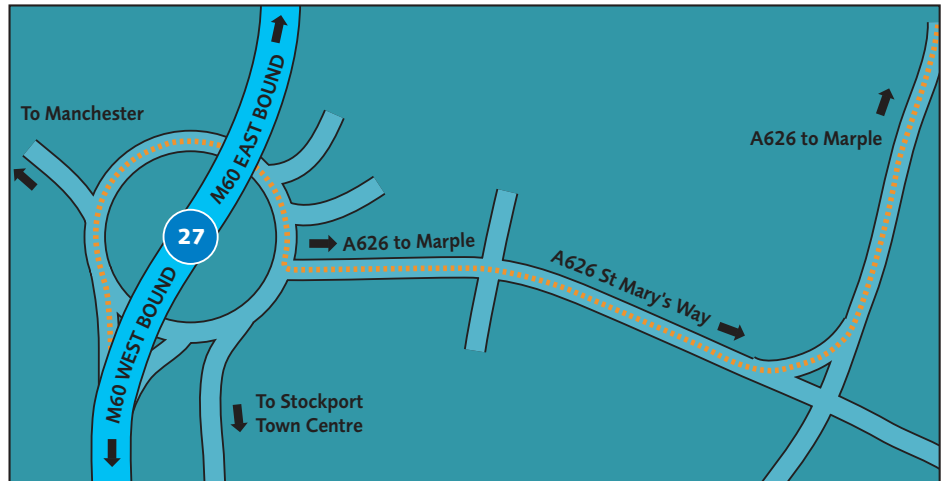 M60 EAST BOUND
To Manchester
A626 to Marple
27
A626 to Marple
A626 St Mary's Way
M60 WEST BOUND
To Stockport
Town Centre